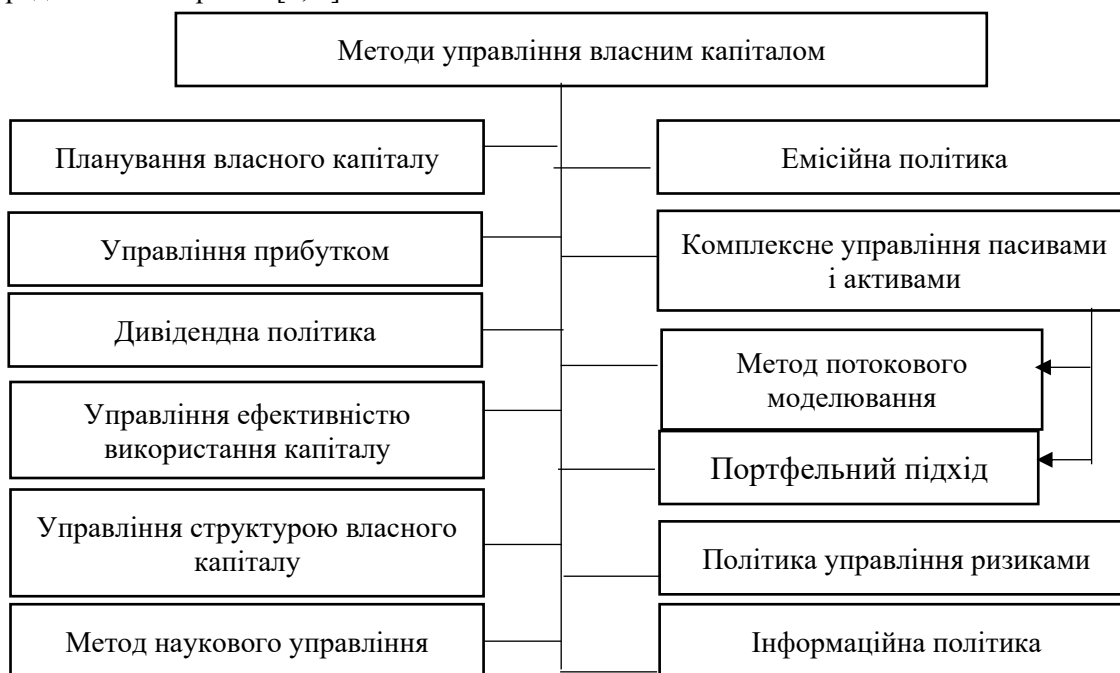 Методи управління власним капіталом
Планування власного капіталу
Емісійна політика
Управління прибутком
Комплексне управління пасивами
і активами
Дивідендна політика
Метод потокового
моделювання
Управління ефективністю
використання капіталу
Портфельний підхід
Управління структурою власного
капіталу
Політика управління ризиками
Метод наукового управління
Інформаційна політика